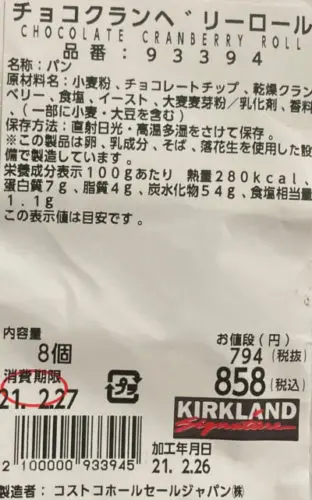 チョコクランベリーロール
CHOCOLATE CRANBERRY ROLL
品番：93394
名称：パン
原材料名：小麦粉、チョコレートチップ、乾燥クラン
ベリー、食塩、イースト、大麦麦芽粉／乳化剤、香料
、（一部に小麦・大豆を含む）
保存方法：直射日光・高温多湿をさけて保存。
※この製品は卵、乳成分、そば、落花生を使用した設
備で製造しています。
栄養成分表示100gあたり 熱量280kcal、
蛋白質7g、脂質4g、炭水化物54g、食塩相当量
1.1g
この表示値は目安です。
内容量
8個
お値段（円）
794（税抜）
消費期限
21. 2.27
プラ
858（税込）
KIRKLAND
Signature
加工年月日
21. 2.26
2 100000 933945
製造者：コストコホールセールジャパン㈱